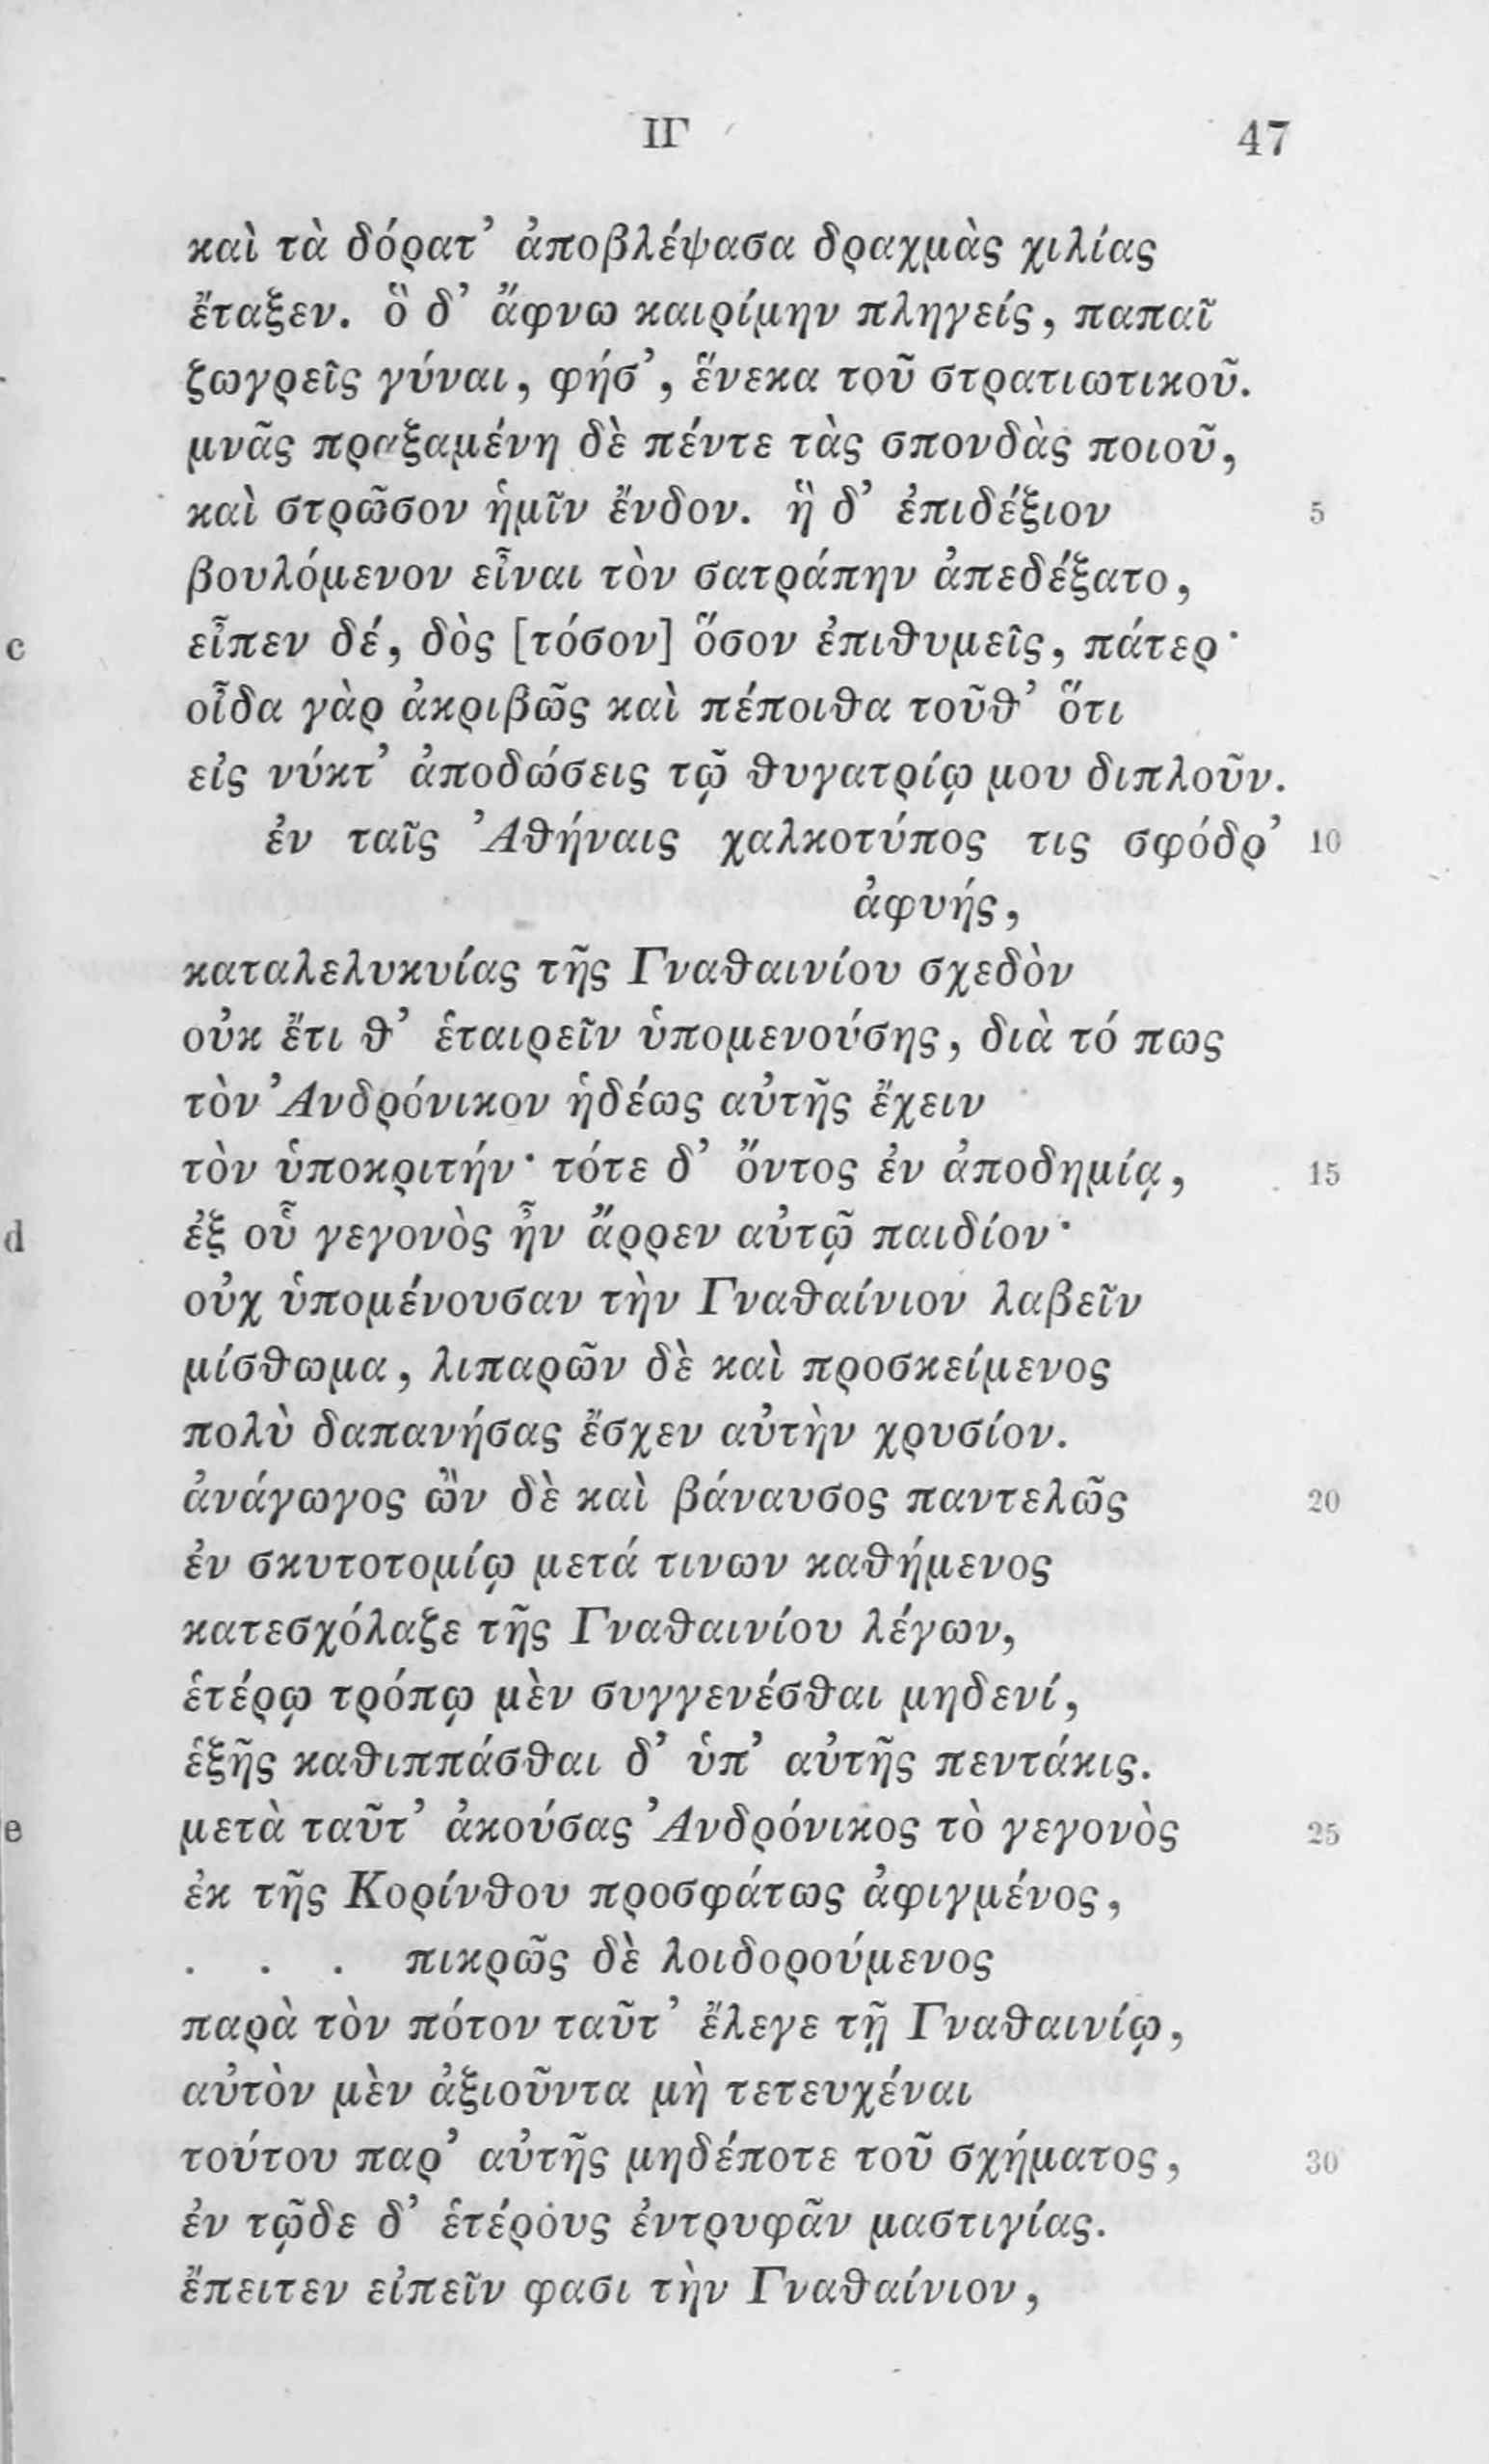 ΙΓ 47
καὶ τὰ δόρατ’ ἀποβλέψασα δραχμὰς χιλίας
ἔταξεν. ὃ δ’ ἄφνω καιρίμην πληγείς, παπαῖ
ζωγρεῖς γύναι, φήσ’, ἕνεκα τοῦ στρατιωτικοῦ.
μνᾶς πραξαμένη δὲ πέντε τὰς σπονδὰς ποιοῦ,
καὶ στρῶσον ἡμῖν ἔνδον. ἣ δ’ ἐπιδέξιον 5
βουλόμενον εἶναι τὸν σατράπην ἀπεδέξατο,
c εἶπεν δέ, δὸς [τόσον] ὅσον ἐπιθυμεῖς, πάτερ·
οἶδα γὰρ ἀκριβῶς καὶ πέποιθα τοῦθ’ ὅτι
εἰς νύκτ’ ἀποδώσεις τῷ θυγατρίῳ μου διπλοῦν.
ἐν ταῖς Ἀθήναις χαλκοτύπος τις σφόδρ’ 10
ἀφυής,
καταλελυκυίας τῆς Γναθαινίου σχεδὸν
οὐκ ἔτι θ’ ἑταιρεῖν ὑπομενούσης, διὰ τό πως
τὸν Ἀνδρόνικον ἡδέως αὐτῆς ἔχειν
τὸν ὑποκριτήν· τότε δ’ ὄντος ἐν ἀποδημίᾳ, 15
d ἐξ οὗ γεγονὸς ἦν ἄρρεν αὐτῷ παιδίον·
οὐχ ὑπομένουσαν τὴν Γναθαίνιον λαβεῖν
μίσθωμα, λιπαρῶν δὲ καὶ προσκείμενος
πολὺ δαπανήσας ἔσχεν αὐτὴν χρυσίον.
ἀνάγωγος ὢν δὲ καὶ βάναυσος παντελῶς 20
ἐν σκυτοτομίῳ μετά τινων καθήμενος
κατεσχόλαζε τῆς Γναθαινίου λέγων,
ἑτέρῳ τρόπῳ μὲν συγγενέσθαι μηδενί,
ἑξῆς καθιππάσθαι δ’ ὑπ’ αὐτῆς πεντάκις.
e μετὰ ταῦτ’ ἀκούσας Ἀνδρόνικος τὸ γεγονὸς 25
ἐκ τῆς Κορίνθου προσφάτως ἀφιγμένος,
. . . πικρῶς δὲ λοιδορούμενος
παρὰ τὸν πότον ταῦτ’ ἔλεγε τῇ Γναθαινίῳ,
αὐτὸν μὲν ἀξιοῦντα μὴ τετευχέναι
τούτου παρ’ αὐτῆς μηδέποτε τοῦ σχήματος, 30
ἐν τῷδε δ’ ἑτέρους ἐντρυφᾶν μαστιγίας.
ἔπειτεν εἰπεῖν φασι τὴν Γναθαίνιον,